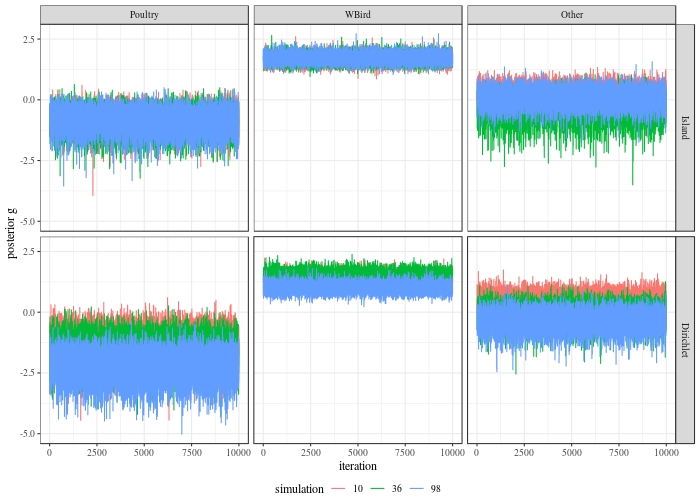 Poultry WBird Other
2.5
0.0
-2.5
-5.0
Island
2.5
0.0
-2.5
-5.0
Dirichlet
posterior g
0 2500 5000 7500 10000 0 2500 5000 7500 10000 0 2500 5000 7500 10000
iteration
simulation 10 36 98